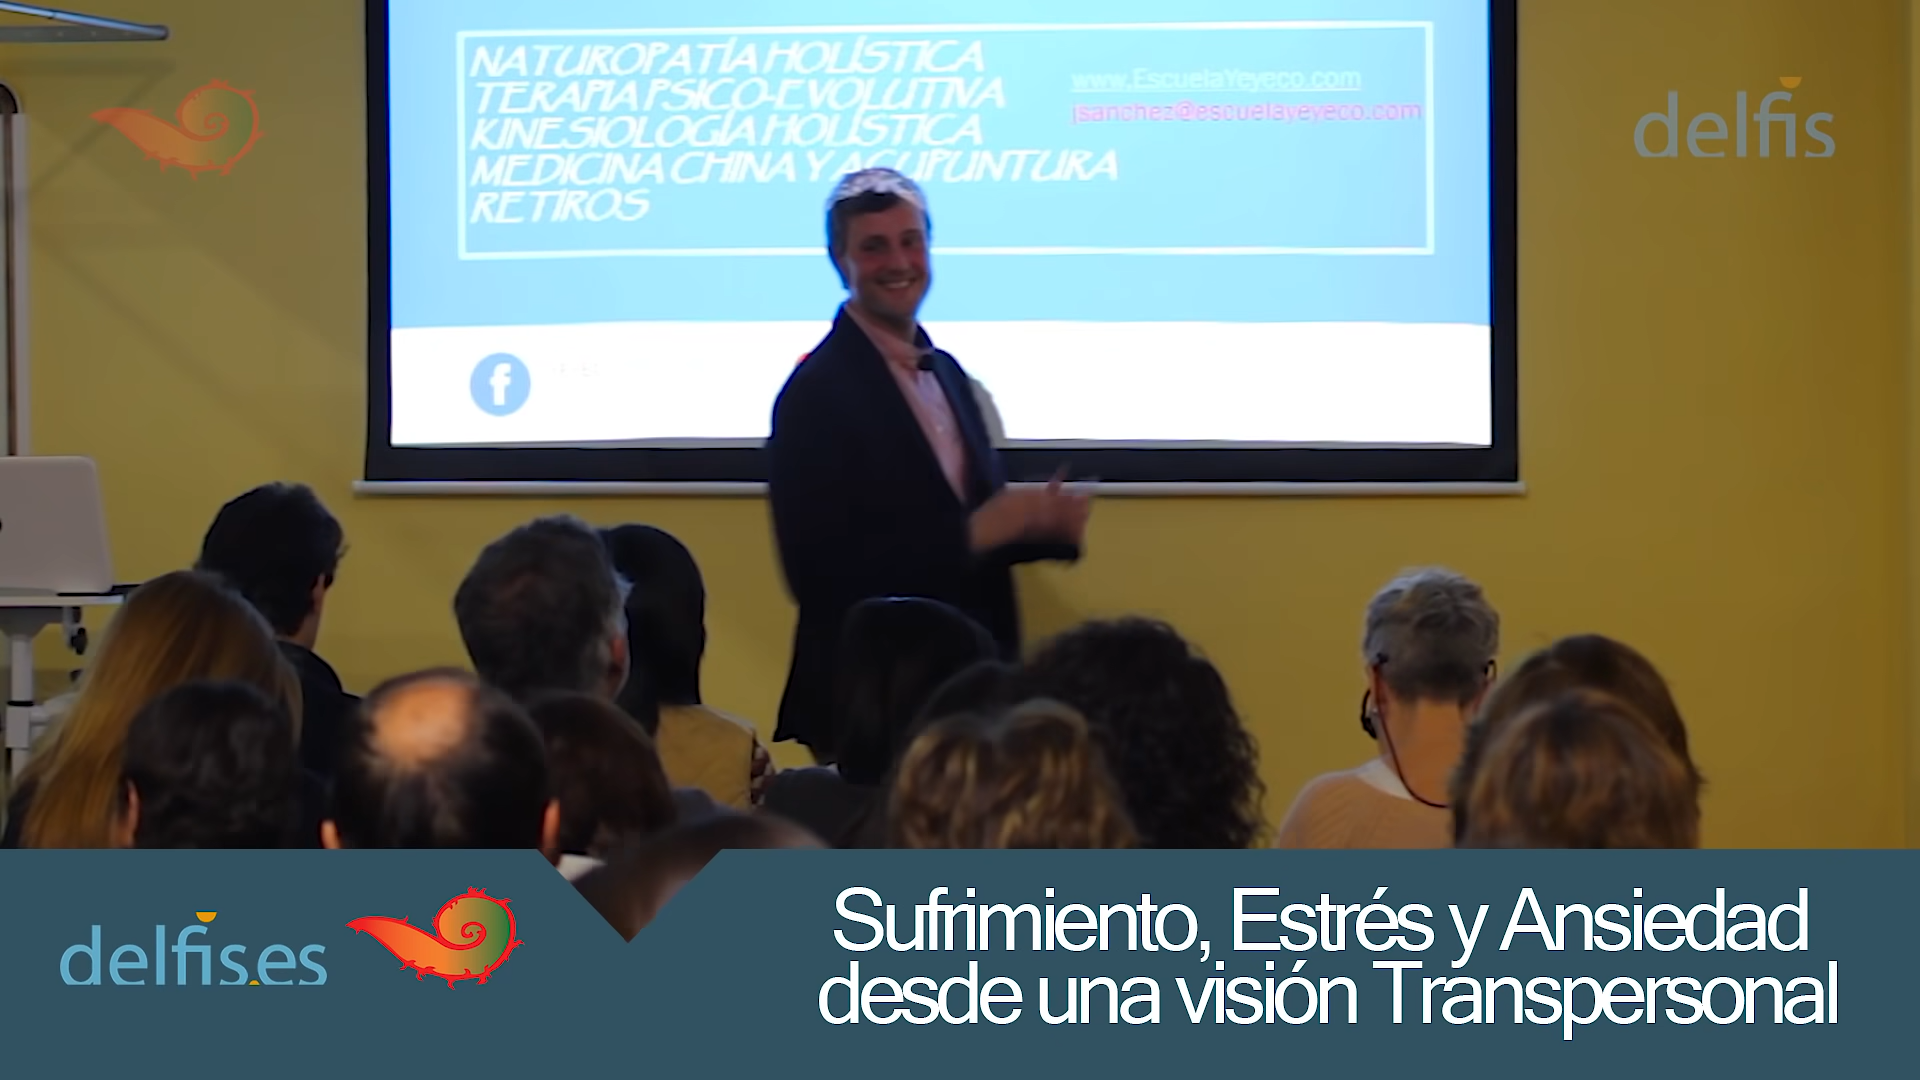 NATUROPATÍA HOLÍSTICA
TERAPIA PSICO-EVOLUTIVA
KINESIOLOGÍA HOLÍSTICA
MEDICINA CHINA Y ACUPUNTURA
RETIROS
www.EscuelaYeyeco.com
jsanchez@escuelayeyeco.com
delfis
f
delfis.es
Sufrimiento, Estrés y Ansiedad
desde una visión Transpersonal